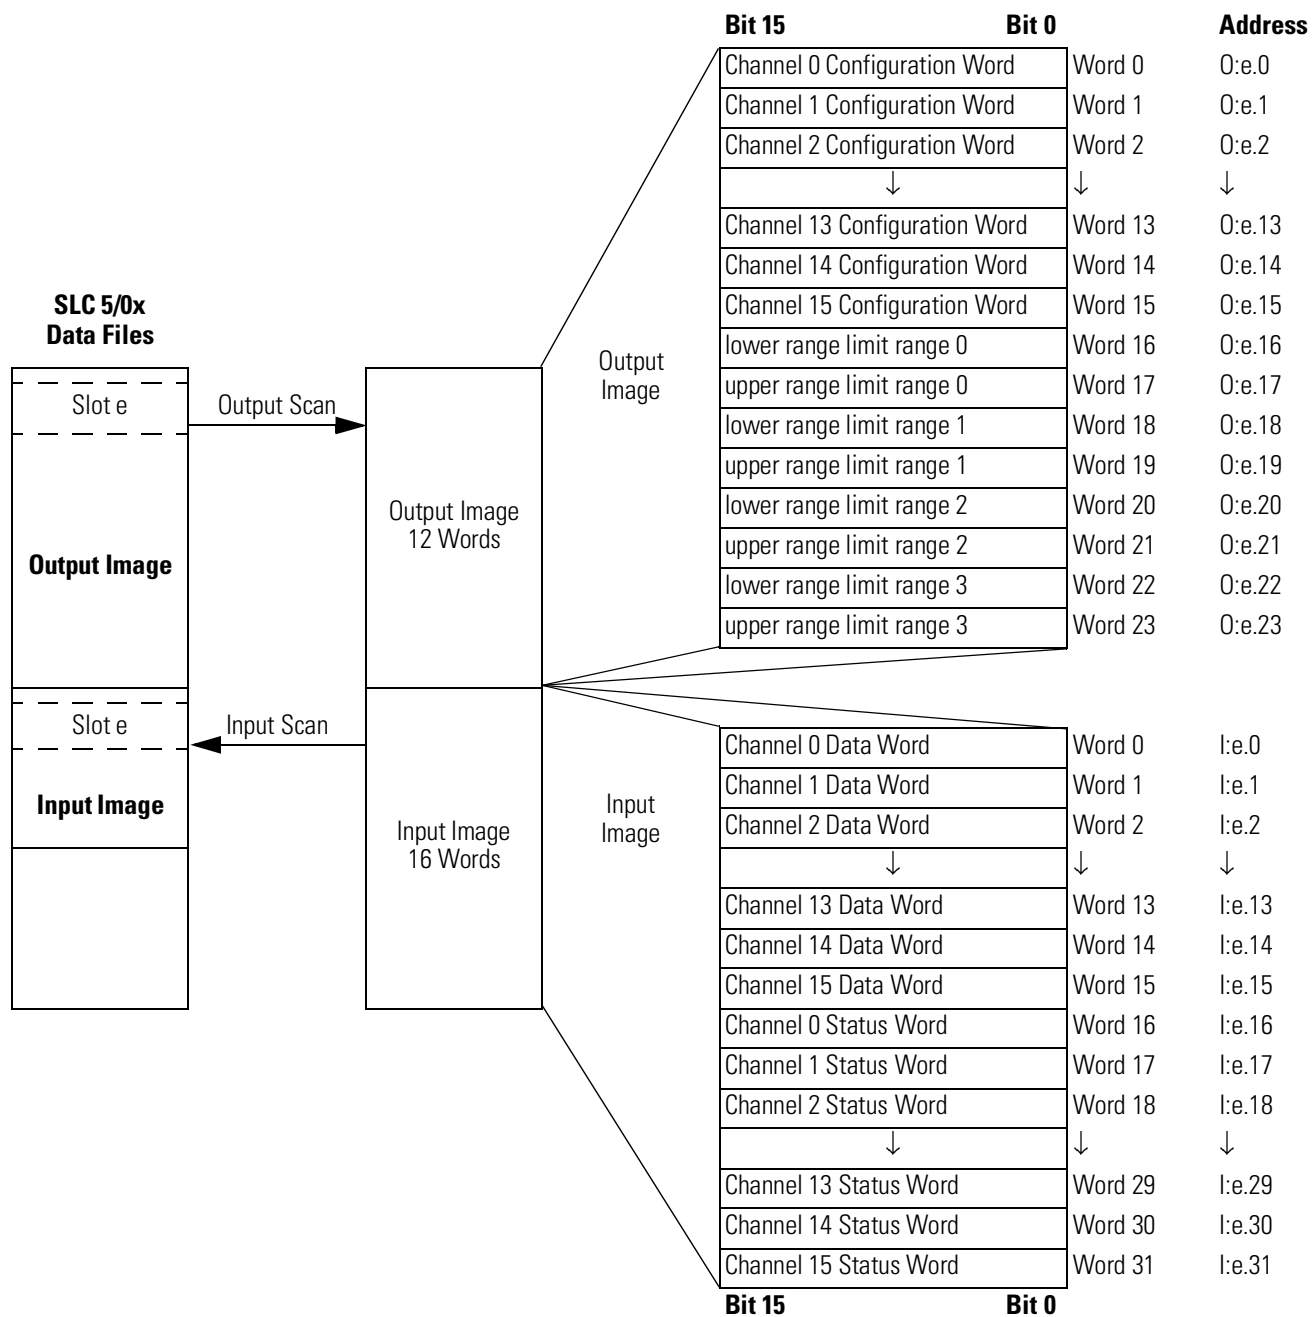 Bit 15 Bit 0 Address
Channel 0 Configuration Word Word 0 O:e.0
Channel 1 Configuration Word Word 1 O:e.1
Channel 2 Configuration Word Word 2 O:e.2
↓ ↓ ↓
Channel 13 Configuration Word Word 13 O:e.13
Channel 14 Configuration Word Word 14 O:e.14
Channel 15 Configuration Word Word 15 O:e.15
lower range limit range 0 Word 16 O:e.16
upper range limit range 0 Word 17 O:e.17
lower range limit range 1 Word 18 O:e.18
upper range limit range 1 Word 19 O:e.19
lower range limit range 2 Word 20 O:e.20
upper range limit range 2 Word 21 O:e.21
lower range limit range 3 Word 22 O:e.22
upper range limit range 3 Word 23 O:e.23
SLC 5/0x
Data Files
Slot e
Output Scan
Output Image
Output Image
12 Words
Output
Image
Slot e
Input Scan
Input Image
Input Image
16 Words
Input
Image
Channel 0 Data Word Word 0 I:e.0
Channel 1 Data Word Word 1 I:e.1
Channel 2 Data Word Word 2 I:e.2
↓ ↓ ↓
Channel 13 Data Word Word 13 I:e.13
Channel 14 Data Word Word 14 I:e.14
Channel 15 Data Word Word 15 I:e.15
Channel 0 Status Word Word 16 I:e.16
Channel 1 Status Word Word 17 I:e.17
Channel 2 Status Word Word 18 I:e.18
↓ ↓ ↓
Channel 13 Status Word Word 29 I:e.29
Channel 14 Status Word Word 30 I:e.30
Channel 15 Status Word Word 31 I:e.31
Bit 15 Bit 0